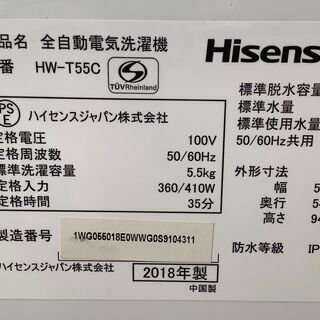 品名 全自動電気洗濯機
番 HW-T55C
TÜVRheinland
Hisens
PS
E
ハイセンスジャパン株式会社
定格電圧 100V
定格周波数 50/60Hz
標準洗濯容量 5.5kg
定格入力 360/410W
定格時間 35分
製造番号 1WG055018E0WWG0S9104311
ハイセンスジャパン株式会社 2018年製
中国製
標準脱水容
標準水量
標準使用水量
50/60Hz共用
外形寸法
幅 5
奥行 54
高さ 94
防水等級 IP